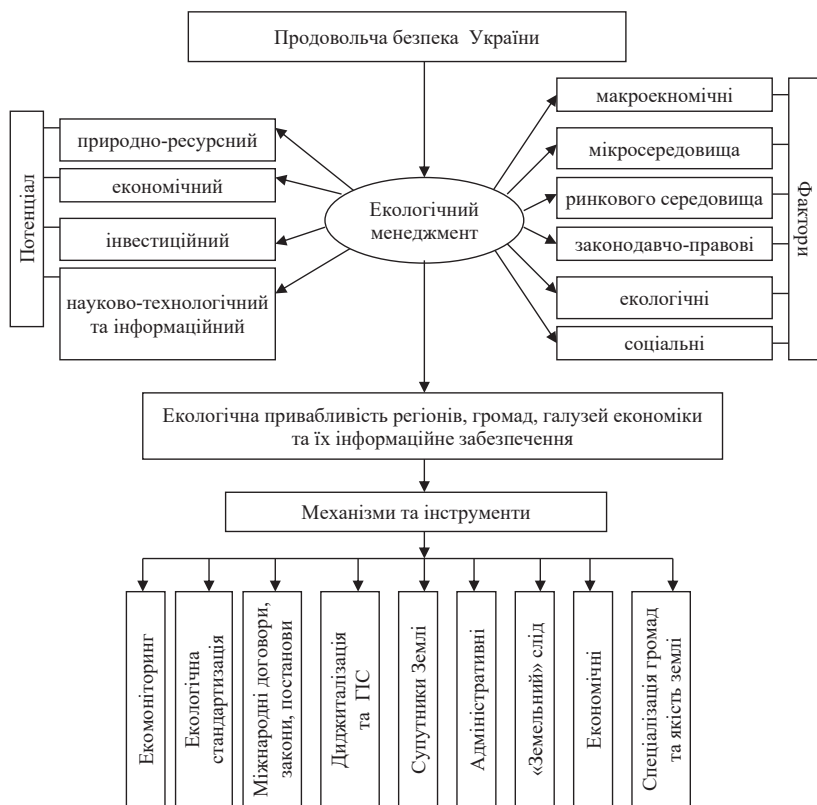 Продовольча безпека України
Потенціал
природно-ресурсний
економічний
інвестиційний
науково-технологічний
та інформаційний
Екологічний
менеджмент
макроекномічні
мікросередовища
ринкового середовища
законодавчо-правові
екологічні
соціальні
Фактори
Екологічна привабливість регіонів, громад, галузей економіки
та їх інформаційне забезпечення
Механізми та інструменти
Екомоніторинг
Екологічна
стандартизація
Міжнародні договори,
закони, постанови
Диджиталізація
та ГІС
Супутники Землі
Адміністративні
«Земельний» слід
Економічні
Спеціалізація громад
та якість землі